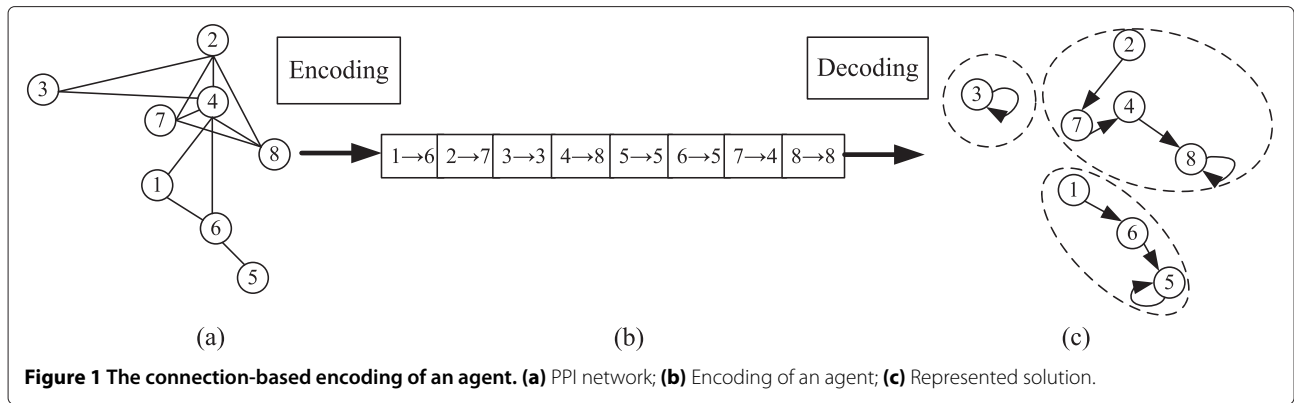 2
3
4
7
8
1
6
5
(a)
Encoding
1→6 2→7 3→3 4→8 5→5 6→5 7→4 8→8
(b)
Decoding
2
3
4
7
8
1
6
5
(c)
Figure 1 The connection-based encoding of an agent. (a) PPI network; (b) Encoding of an agent; (c) Represented solution.